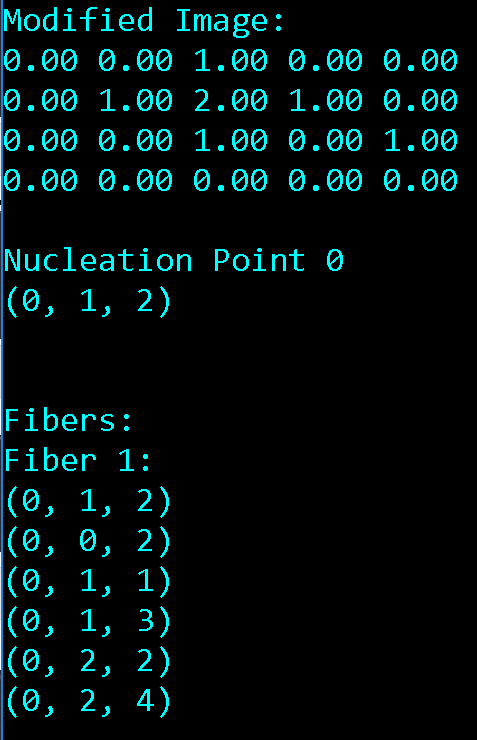 Modified Image:
0.00 0.00 1.00 0.00 0.00
0.00 1.00 2.00 1.00 0.00
0.00 0.00 1.00 0.00 1.00
0.00 0.00 0.00 0.00 0.00
Nucleation Point 0
(0, 1, 2)
Fibers:
Fiber 1:
(0, 1, 2)
(0, 0, 2)
(0, 1, 1)
(0, 1, 3)
(0, 2, 2)
(0, 2, 4)